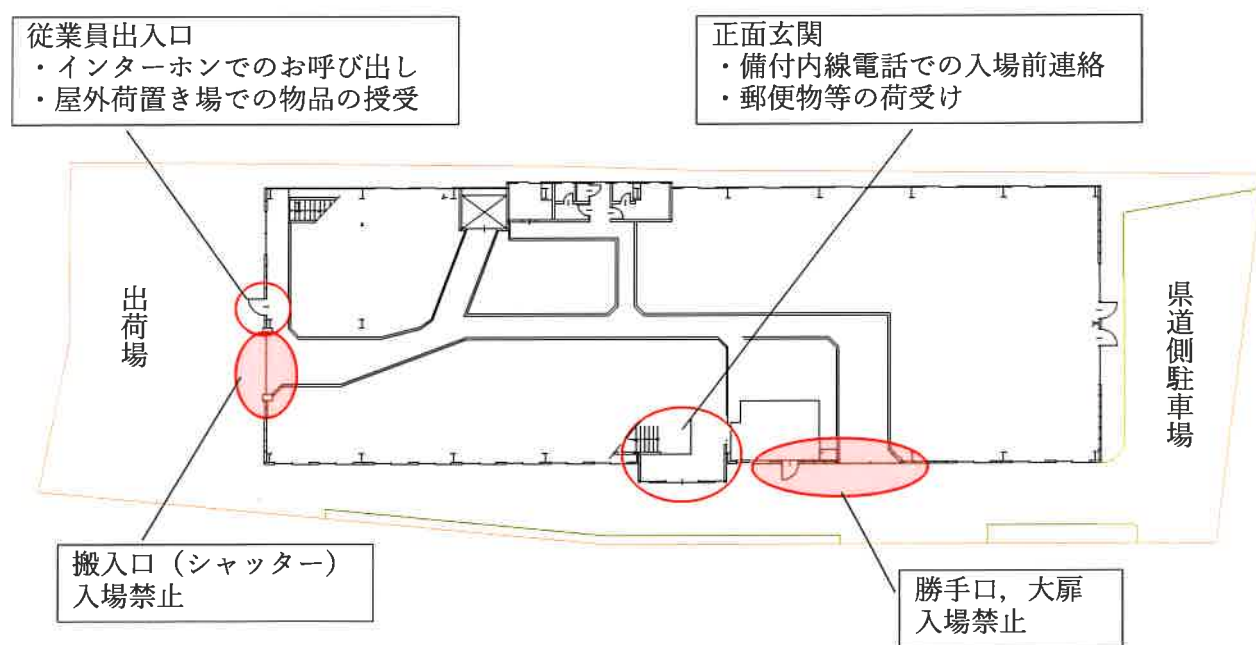 従業員出入口
・インターホンでのお呼び出し
・屋外荷置き場での物品の授受
正面玄関
・備付内線電話での入場前連絡
・郵便物等の荷受け
出荷場
県道側駐車場
搬入口（シャッター）
入場禁止
勝手口，大扉
入場禁止